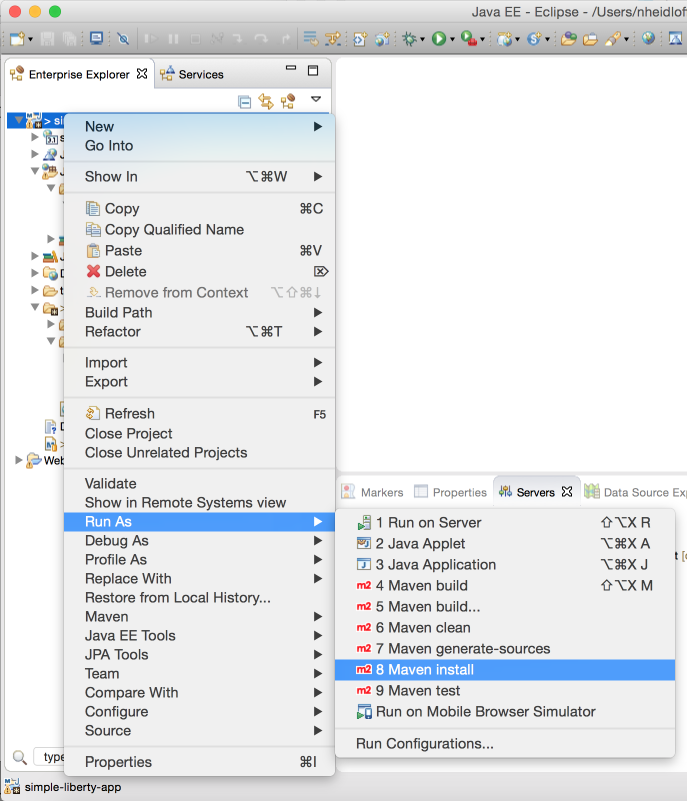 Java EE - Eclipse - /Users/nheidlof
Enterprise Explorer
Services
> si
New
Go Into
Show In ⌥⌘W
Copy ⌘C
Copy Qualified Name
Paste ⌘V
Delete ⌦
Remove from Context ⌥⇧⌘↓
Build Path
Refactor ⌥⌘T
Import
Export
Refresh F5
Close Project
Close Unrelated Projects
Web
Validate
Show in Remote Systems view
Run As
Debug As
Profile As
Replace With
Restore from Local History...
Maven
Java EE Tools
JPA Tools
Team
Compare With
Configure
Source
Properties ⌘I
Markers
Properties
Servers
Data Source Exp
1 Run on Server ⇧⌥X R
2 Java Applet ⌥⌘X A
3 Java Application ⌥⌘X J
m2 4 Maven build ⇧⌥X M
m2 5 Maven build...
m2 6 Maven clean
m2 7 Maven generate-sources
m2 8 Maven install
m2 9 Maven test
Run on Mobile Browser Simulator
Run Configurations...
type
simple-liberty-app